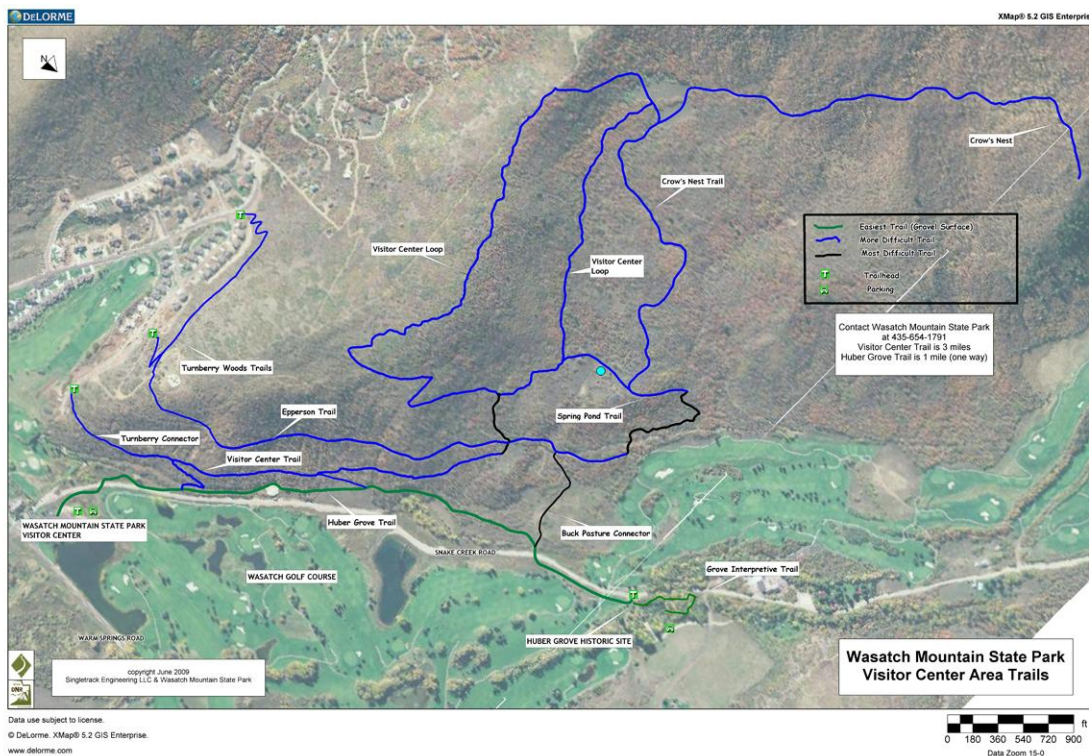 DELORME
XMap® 5.2 GIS Enterprise
N
Crow's Nest
Crow's Nest Trail
Visitor Center Loop
Visitor Center
Loop
Easiest Trail (Gravel Surface)
More Difficult Trail
Most Difficult Trail
T Trailhead
Parking
Contact Wasatch Mountain State Park
at 435-654-1791
Visitor Center Trail is 3 miles
Huber Grove Trail is 1 mile (one way)
T
T
T
Turnberry Woods Trails
Epperson Trail
Spring Pond Trail
Turnberry Connector
Visitor Center Trail
Huber Grove Trail
Buck Pasture Connector
WASATCH MOUNTAIN STATE PARK
VISITOR CENTER
T
SNAKE CREEK ROAD
WASATCH GOLF COURSE
Grove Interpretive Trail
T
HUBER GROVE HISTORIC SITE
WARM SPRINGS ROAD
DNR
copyright June 2009
Singletrack Engineering LLC & Wasatch Mountain State Park
Wasatch Mountain State Park
Visitor Center Area Trails
Data use subject to license.
© DeLorme. XMap® 5.2 GIS Enterprise.
www.delorme.com
ft
0 180 360 540 720 900
Data Zoom 15-0